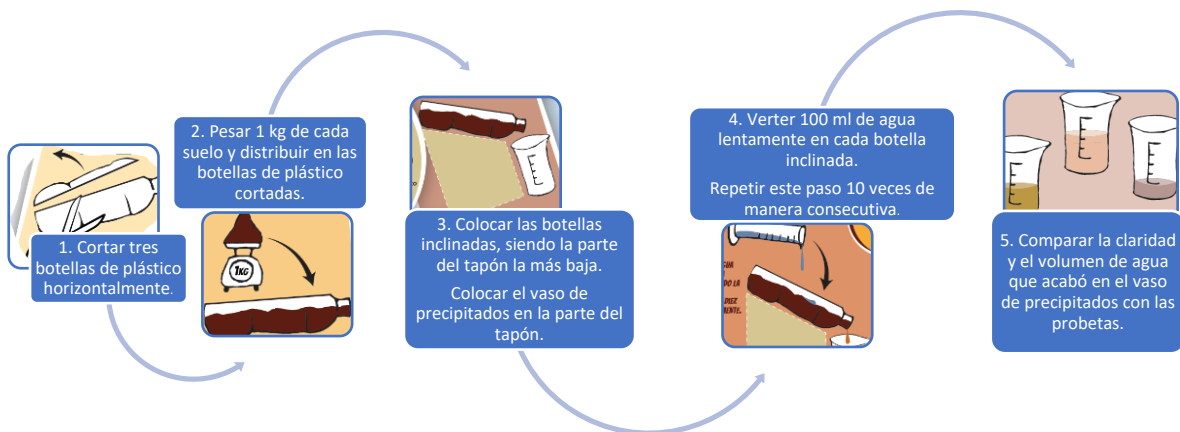 1. Cortar tres
botellas de plástico
horizontalmente.
2. Pesar 1 kg de cada
suelo y distribuir en las
botellas de plástico
cortadas.
1KG
3. Colocar las botellas
inclinadas, siendo la parte
del tapón la más baja.
Colocar el vaso de
precipitados en la parte del
tapón.
4. Verter 100 ml de agua
lentamente en cada botella
inclinada.
Repetir este paso 10 veces de
manera consecutiva.
DO LA
DIEZ
5. Comparar la claridad
y el volumen de agua
que acabó en el vaso
de precipitados con las
probetas.